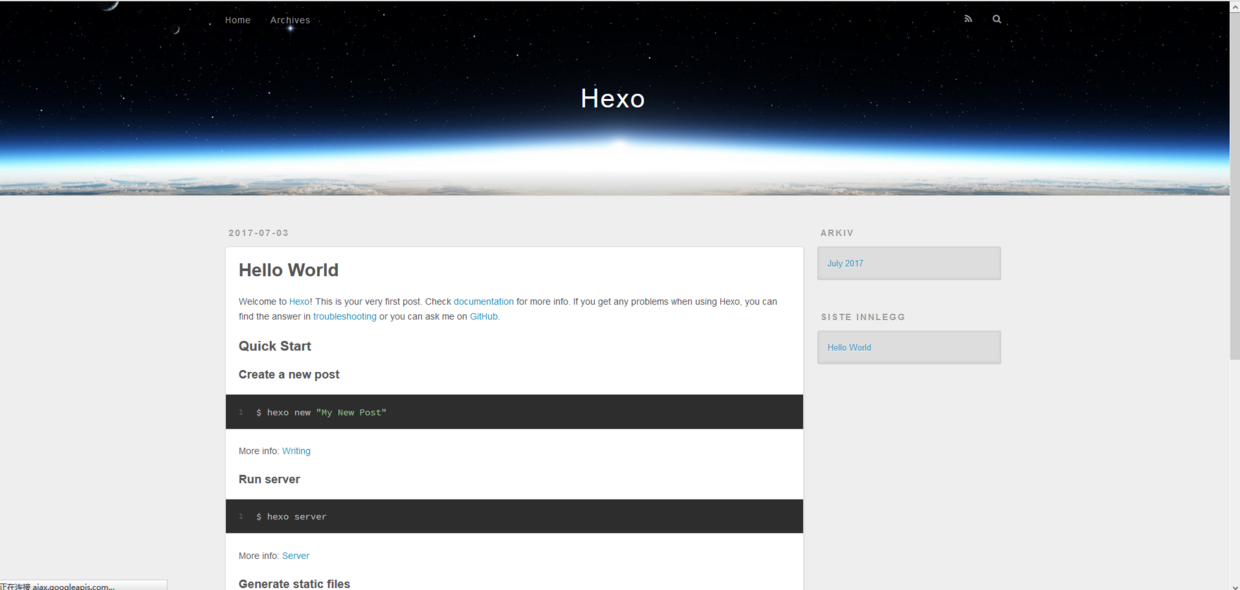 Home Archives
Hexo
2017-07-03
Hello World
Welcome to Hexo! This is your very first post. Check documentation for more info. If you get any problems when using Hexo, you can
find the answer in troubleshooting or you can ask me on GitHub.
Quick Start
Create a new post
1 $ hexo new "My New Post"
More info: Writing
Run server
1 $ hexo server
More info: Server
Generate static files
ARKIV
July 2017
SISTE INNLEGG
Hello World
正在连接 ajax.googleapis.com...